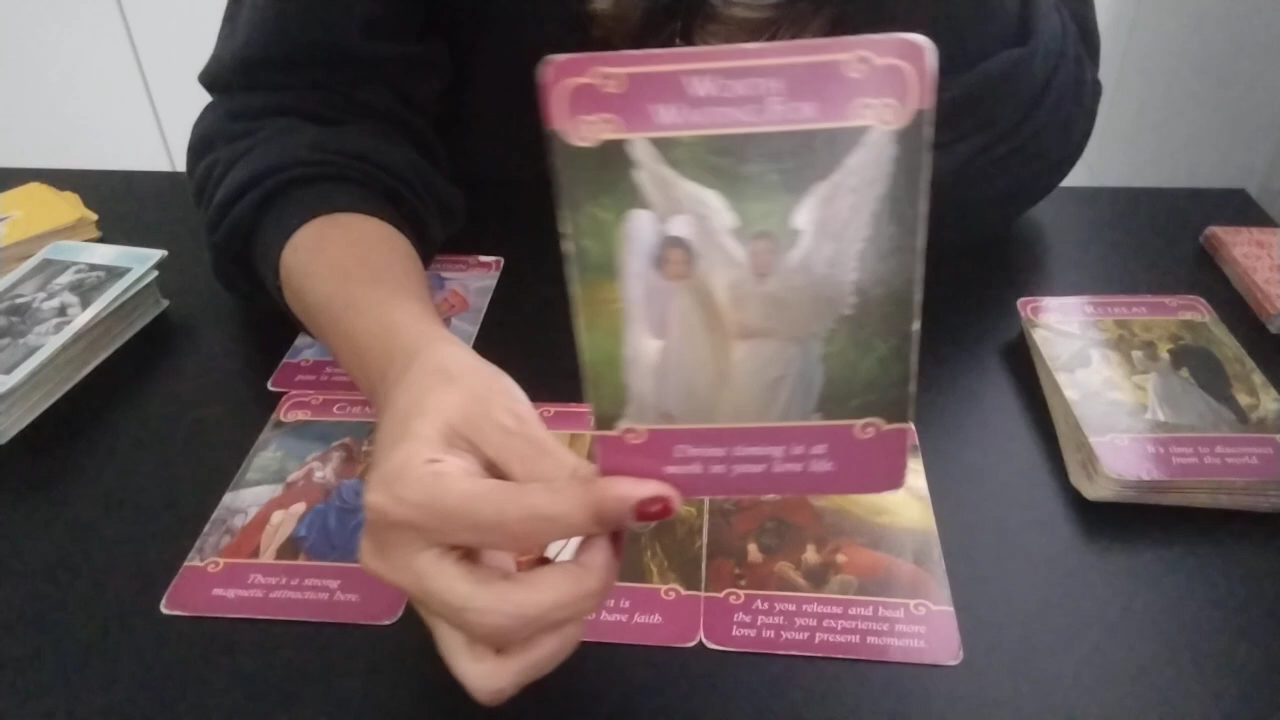 WORTH
WAITING FOR
Divine timing is at
work in your love life.
RETREAT
It's time to disconnect
from the world
CHEM
There's a strong
magnetic attraction here.
is
to have faith.
As you release and heal
the past, you experience more
love in your present moments.